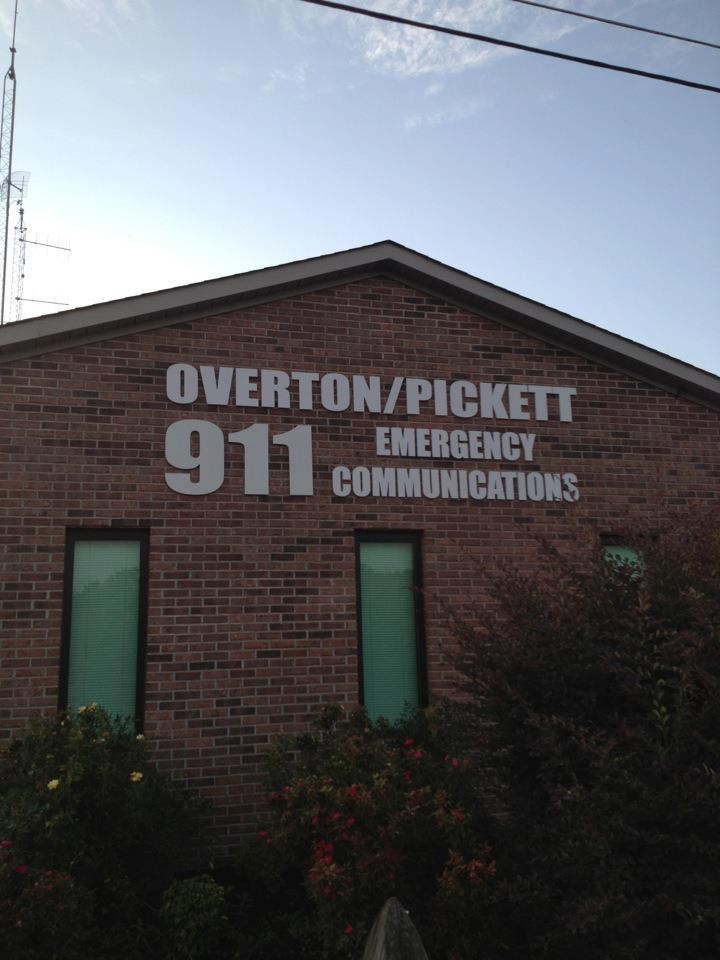 OVERTON/PICKETT
911 EMERGENCY
COMMUNICATIONS